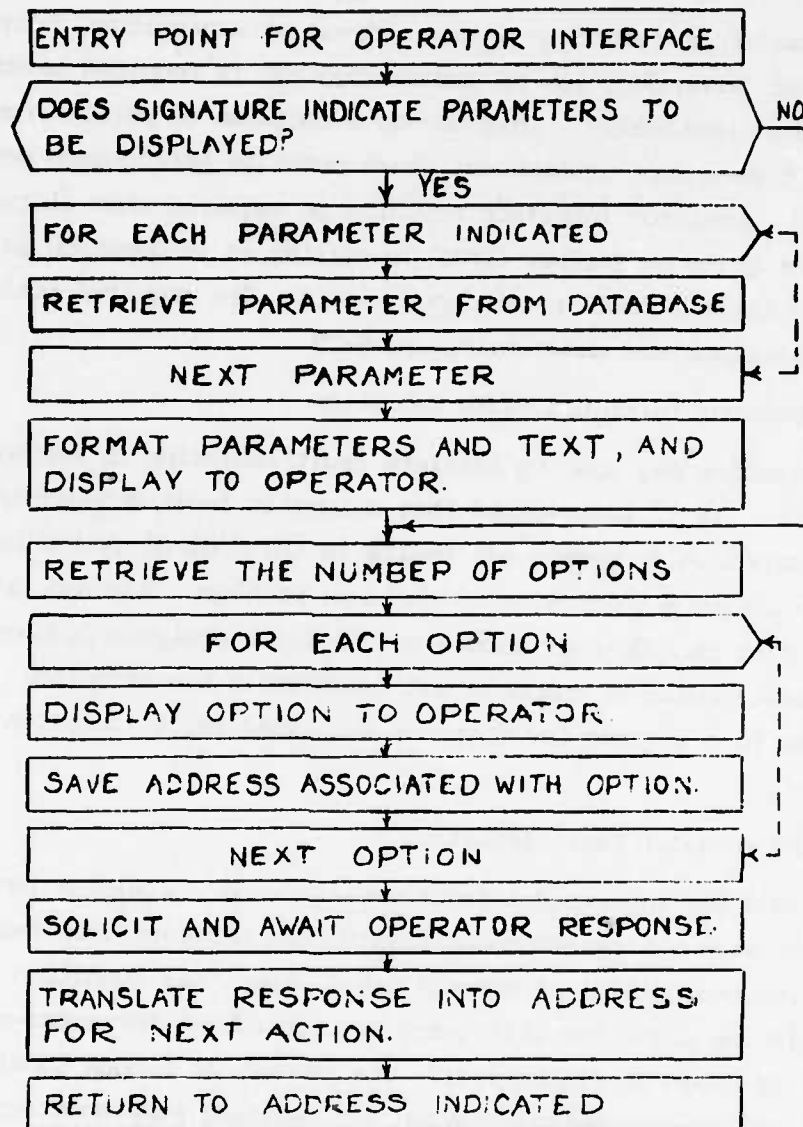 ENTRY POINT FOR OPERATOR INTERFACE
DOES SIGNATURE INDICATE PARAMETERS TO
BE DISPLAYED?
NO
YES
FOR EACH PARAMETER INDICATED
RETRIEVE PARAMETER FROM DATABASE
NEXT PARAMETER
FORMAT PARAMETERS AND TEXT, AND
DISPLAY TO OPERATOR.
RETRIEVE THE NUMBER OF OPTIONS
FOR EACH OPTION
DISPLAY OPTION TO OPERATOR.
SAVE ADDRESS ASSOCIATED WITH OPTION.
NEXT OPTION
SOLICIT AND AWAIT OPERATOR RESPONSE.
TRANSLATE RESPONSE INTO ADDRESS
FOR NEXT ACTION.
RETURN TO ADDRESS INDICATED